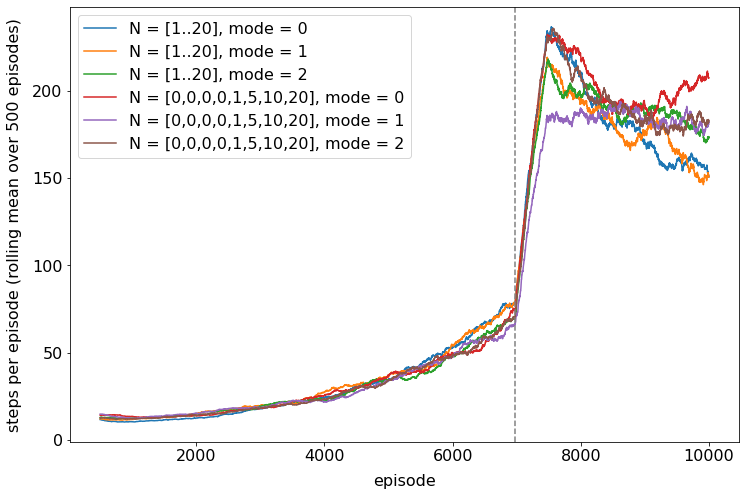 N = [1..20], mode = 0
N = [1..20], mode = 1
N = [1..20], mode = 2
N = [0,0,0,0,1,5,10,20], mode = 0
N = [0,0,0,0,1,5,10,20], mode = 1
N = [0,0,0,0,1,5,10,20], mode = 2
steps per episode (rolling mean over 500 episodes)
200
150
100
50
0
2000 4000 6000 8000 10000
episode